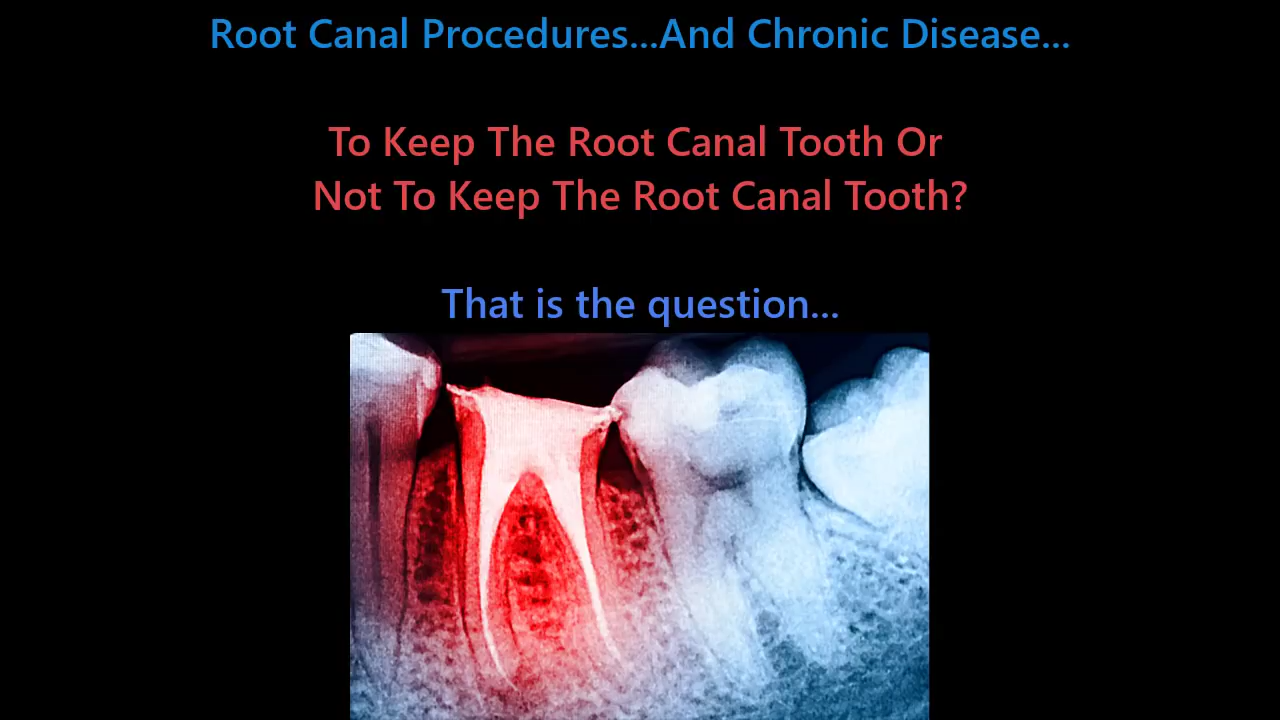 Root Canal Procedures...And Chronic Disease...
To Keep The Root Canal Tooth Or
Not To Keep The Root Canal Tooth?
That is the question...